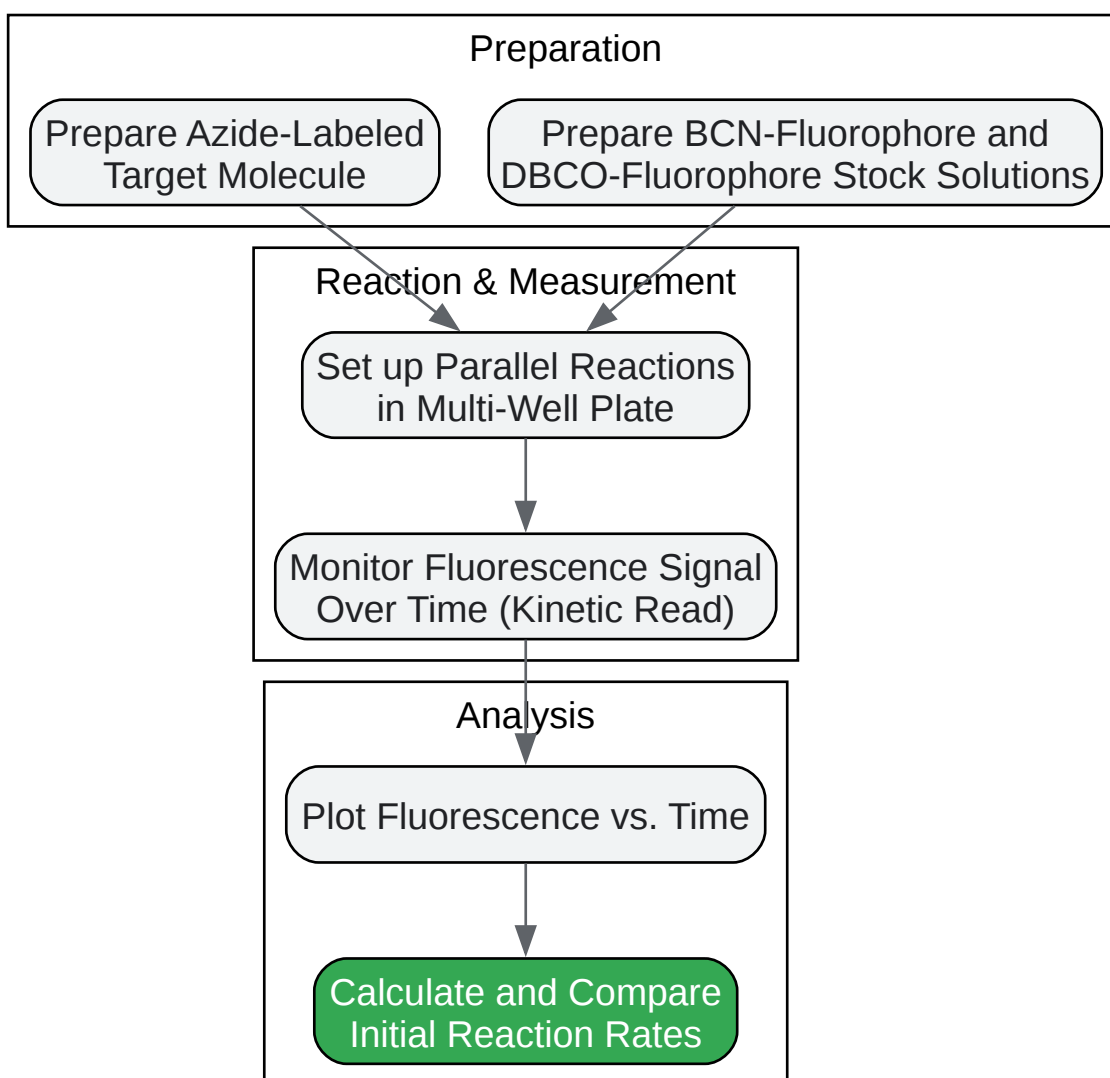 Preparation
Prepare Azide-Labeled
Target Molecule
Prepare BCN-Fluorophore and
DBCO-Fluorophore Stock Solutions
Reaction & Measurement
Set up Parallel Reactions
in Multi-Well Plate
Monitor Fluorescence Signal
Over Time (Kinetic Read)
Analysis
Plot Fluorescence vs. Time
Calculate and Compare
Initial Reaction Rates